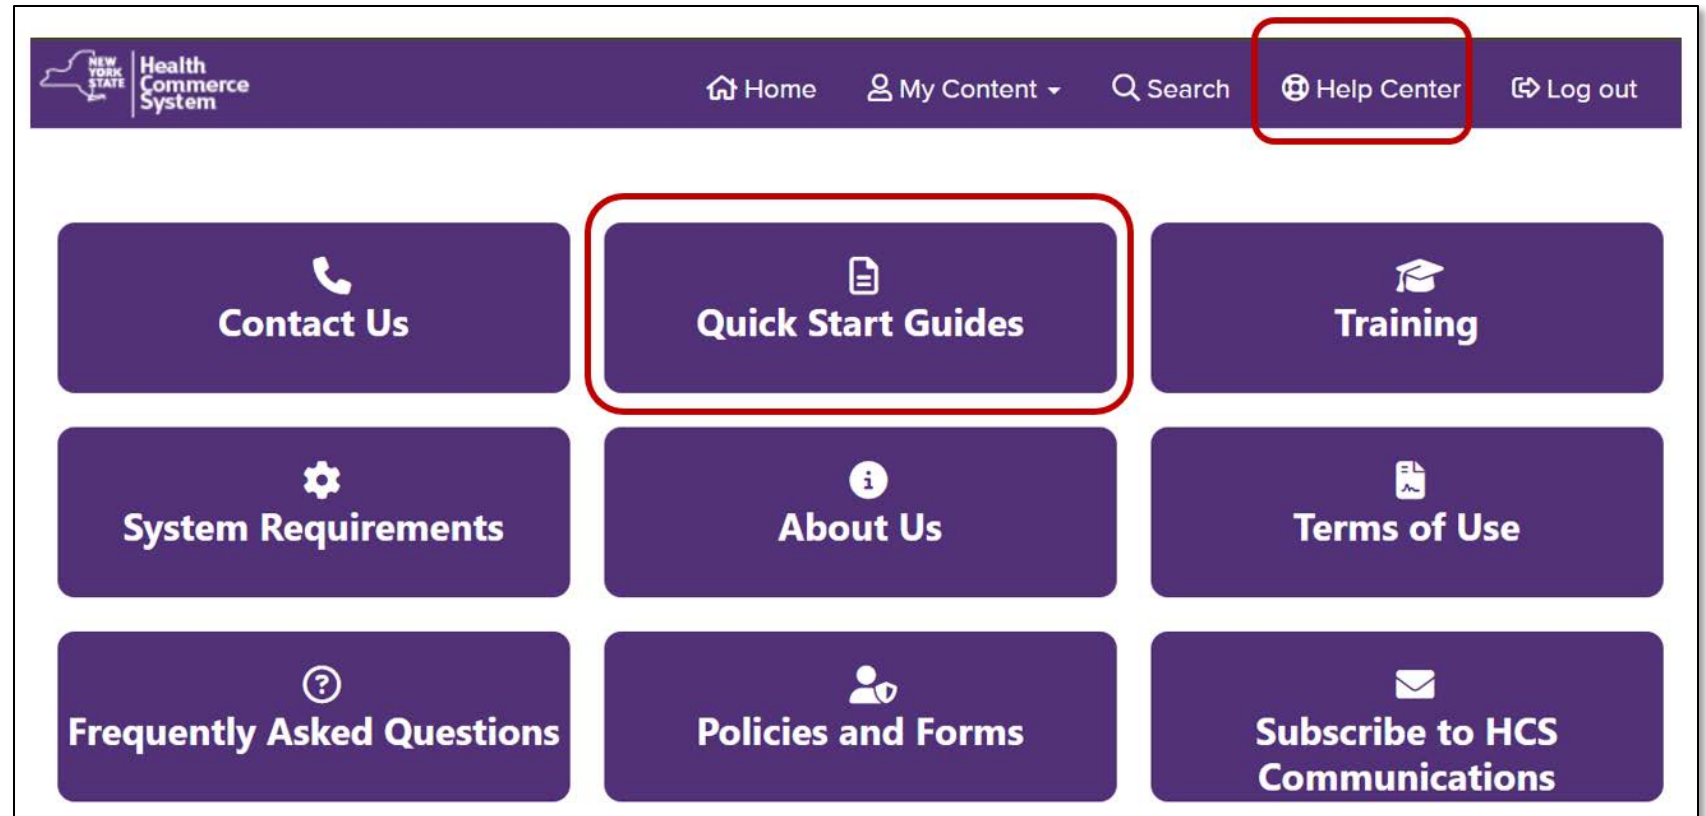 NEW
YORK
STATE
Health
Commerce
System
Home
My Content
Search
Help Center
Log out
Contact Us
Quick Start Guides
Training
System Requirements
About Us
Terms of Use
Frequently Asked Questions
Policies and Forms
Subscribe to HCS
Communications